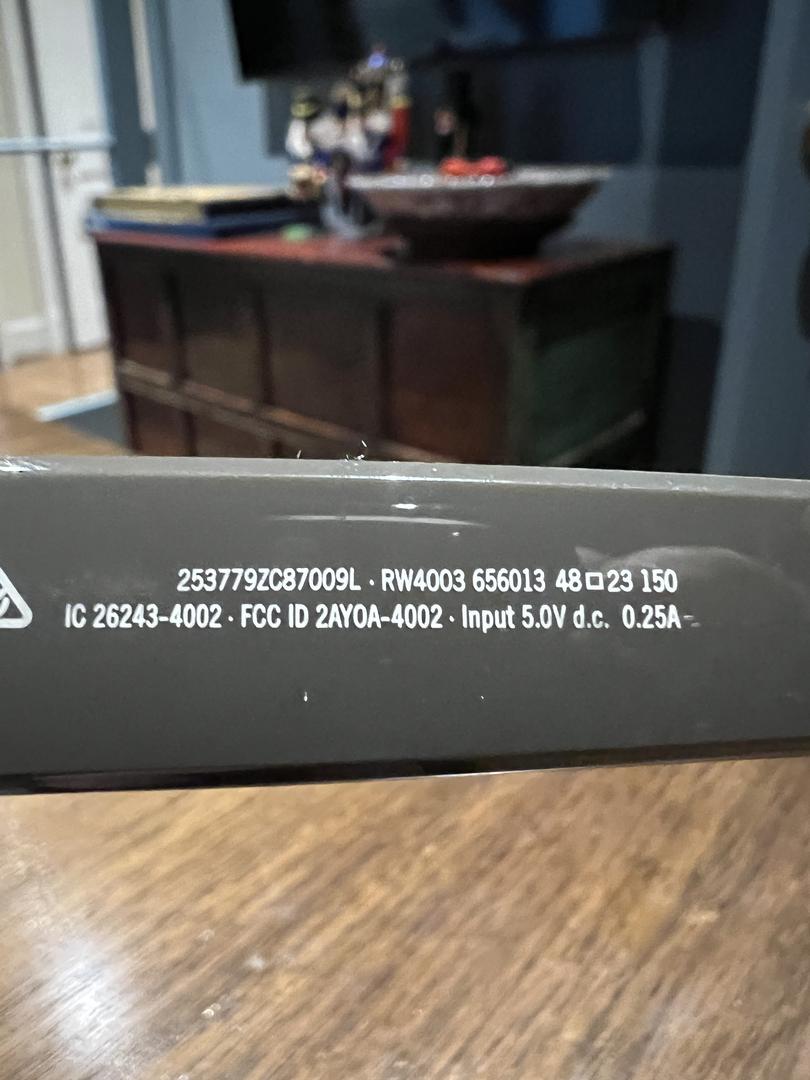 253779ZC87009L · RW4003 656013 48□23 150
IC 26243-4002 · FCC ID 2AYOA-4002 · Input 5.0V d.c. 0.25A